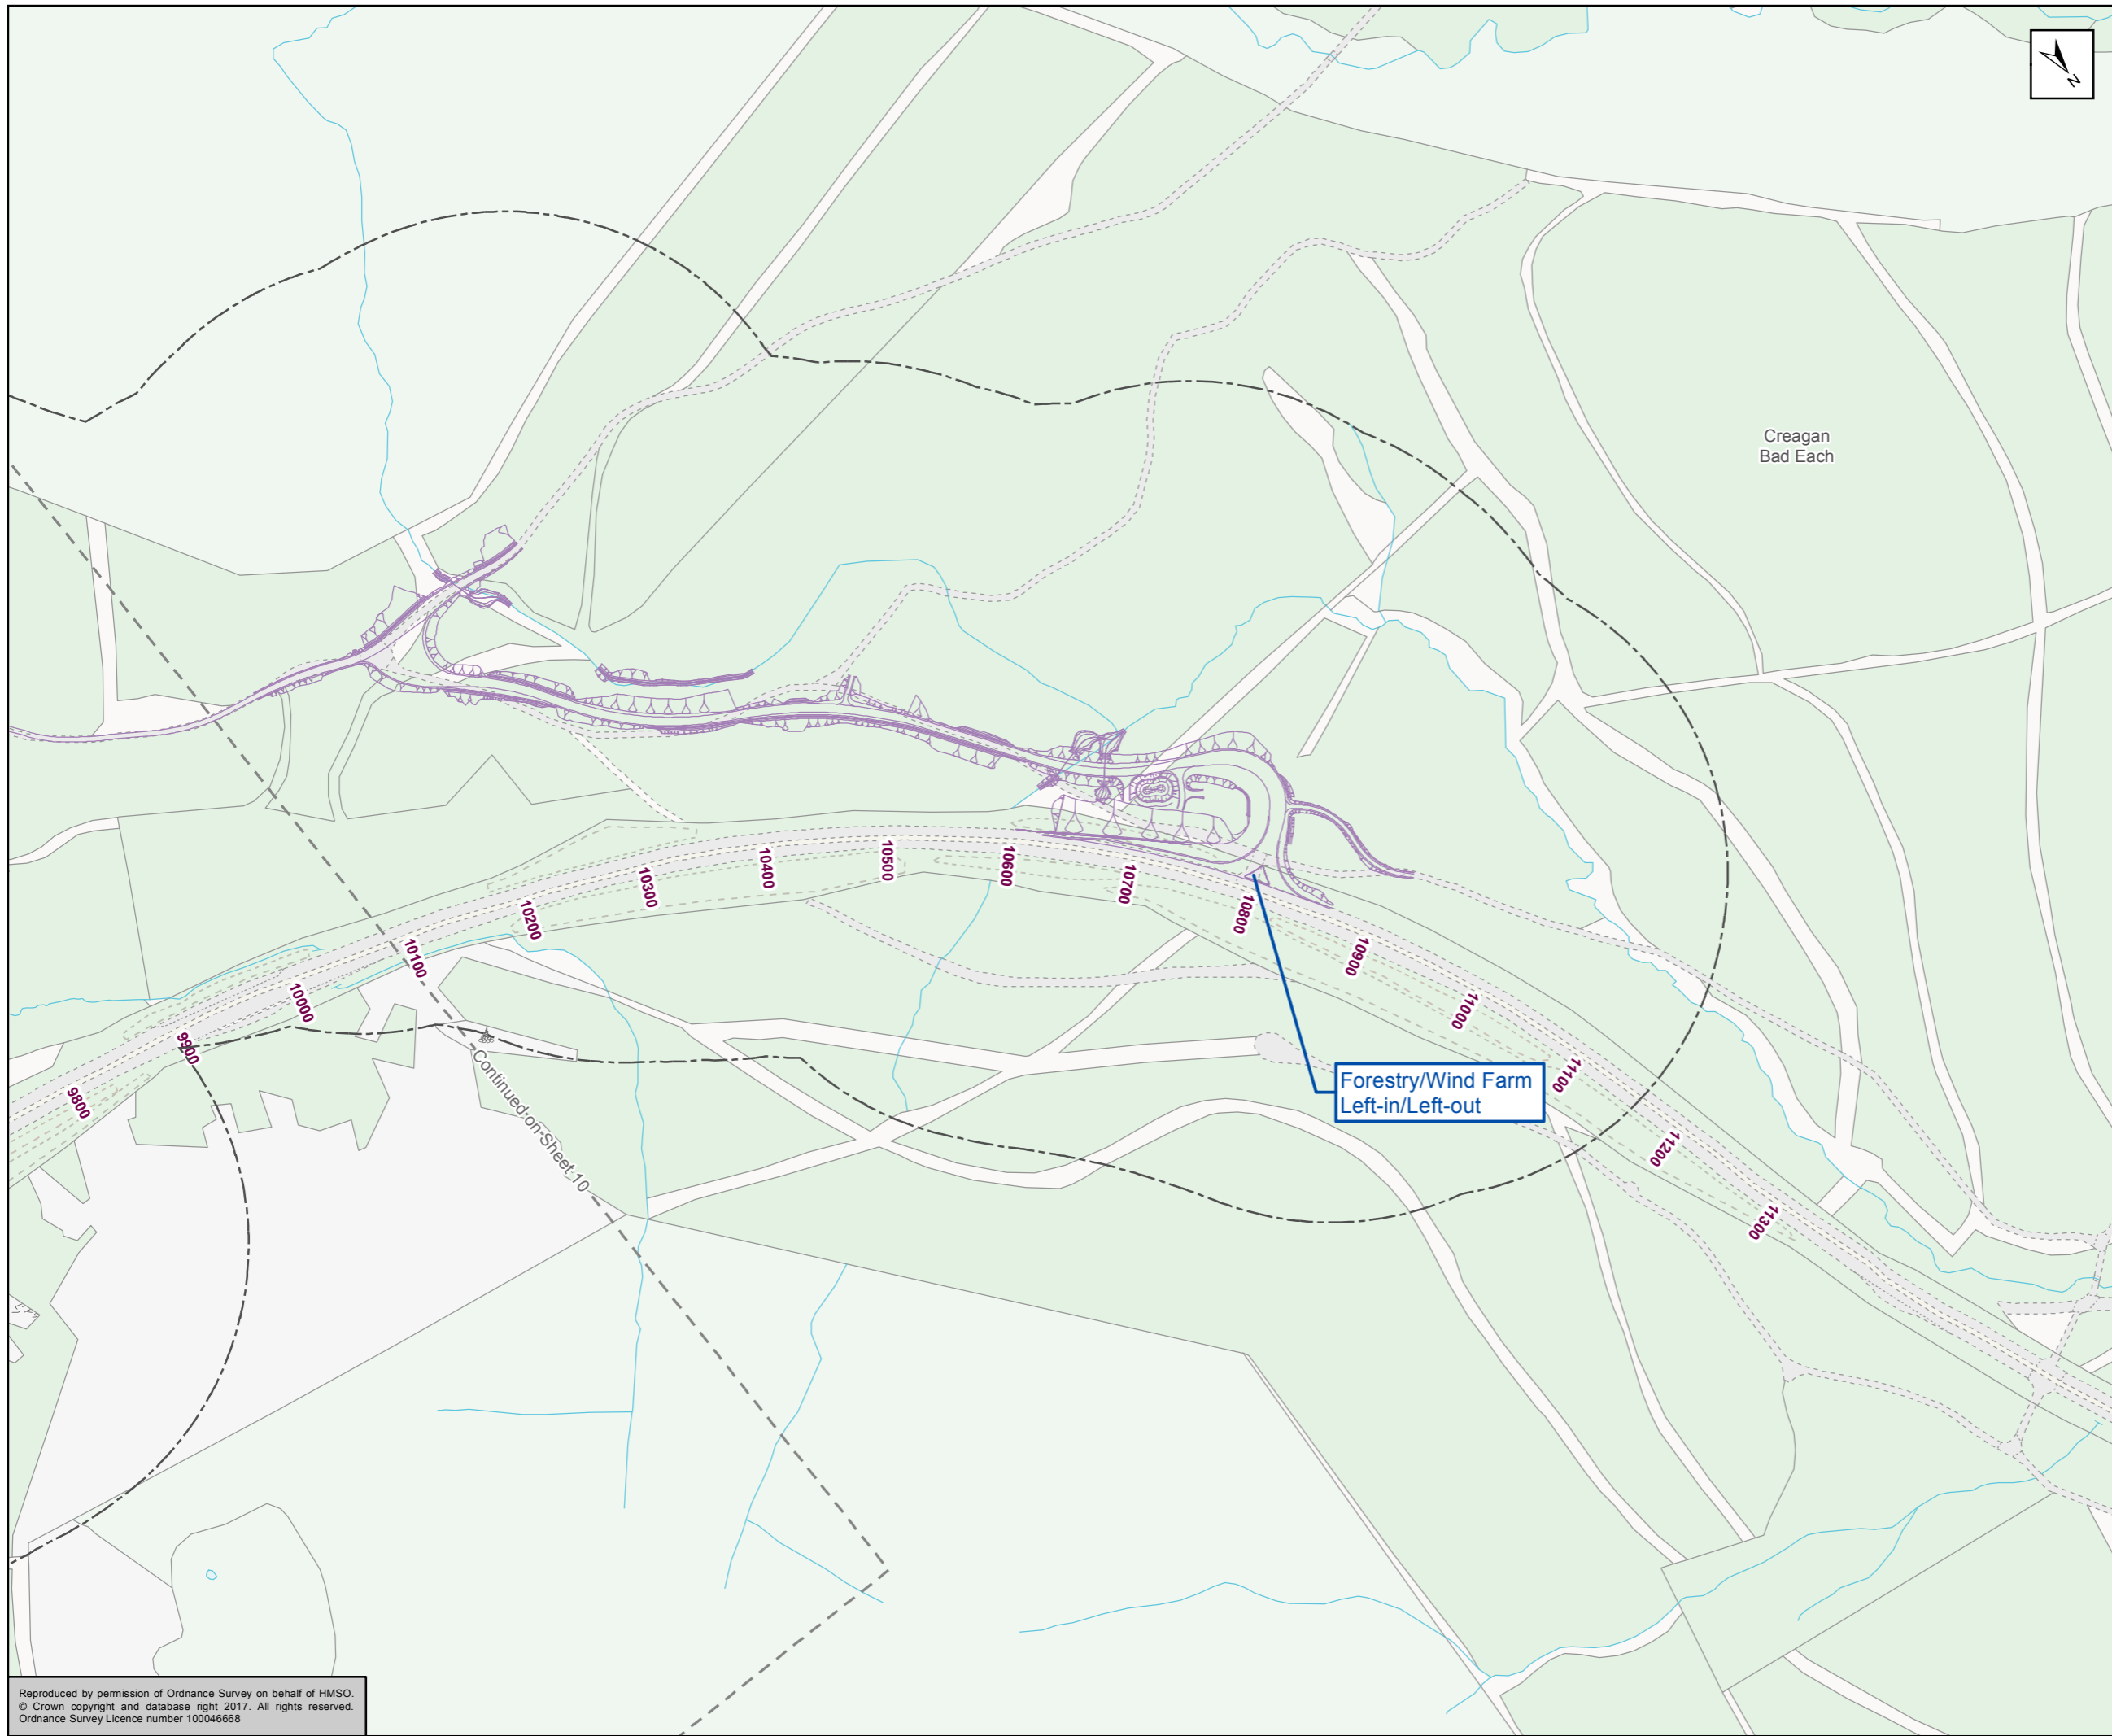 N
Creagan
Bad Each
9800
9900
10000
10100
10200
10300
10400
10500
10600
10700
10800
10900
11000
11100
11200
11300
Forestry/Wind Farm
Left-in/Left-out
Continued-on-Sheet-10
Reproduced by permission of Ordnance Survey on behalf of HMSO.
© Crown copyright and database right 2017. All rights reserved.
Ordnance Survey Licence number 100046668